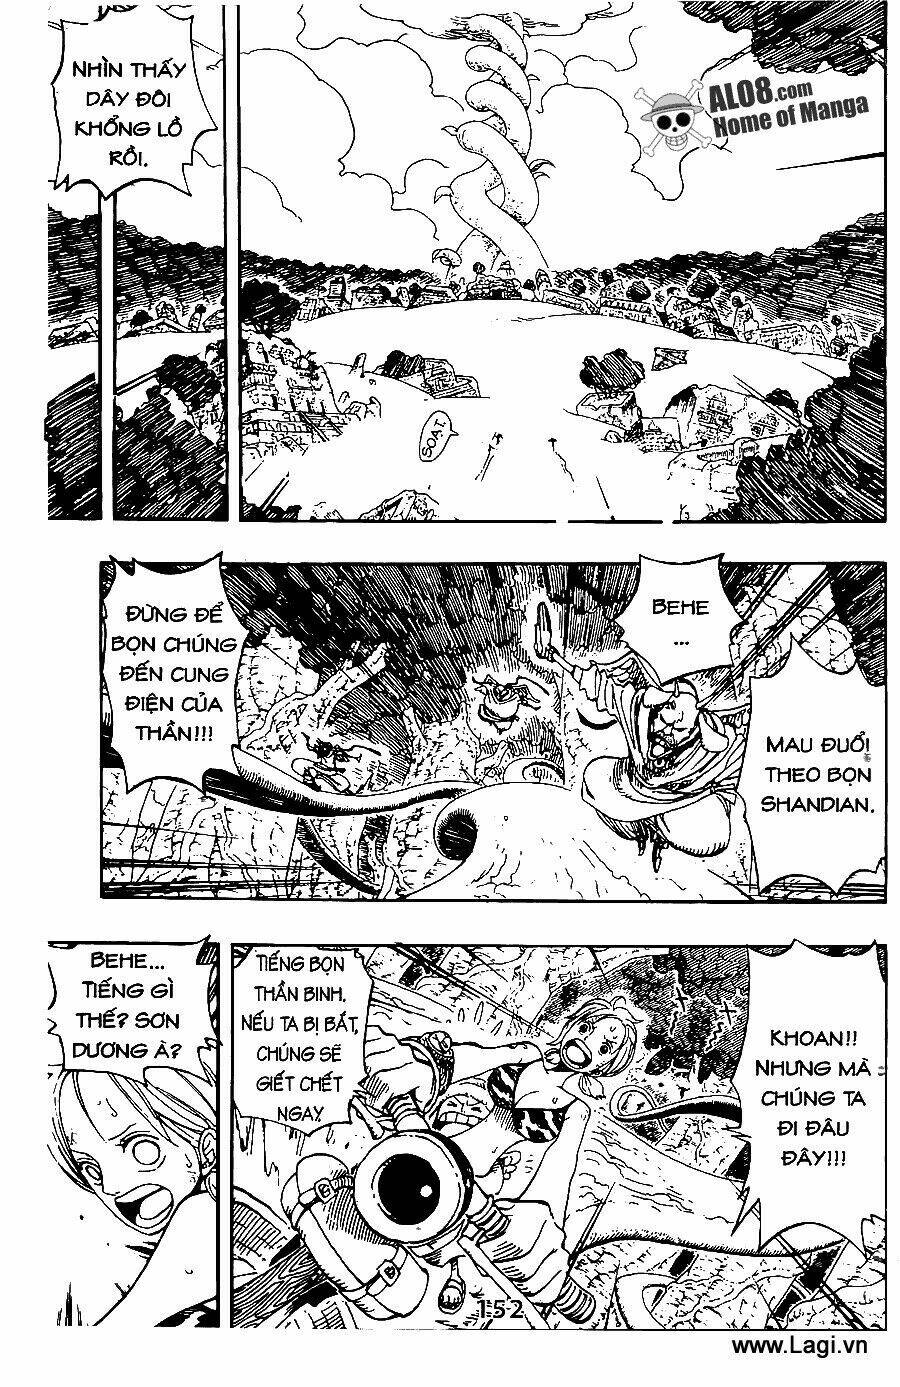 NHÌN THẤY
DÂY ĐÔI
KHỔNG LỒ
RỒI.
ALO8.com
Home of Manga
SOẠT
BEHE
...
MAU ĐUỔI
THEO BỌN
SHANDIAN.
ĐỪNG ĐỂ
BỌN CHÚNG
ĐẾN CUNG
ĐIỆN CỦA
THẦN!!!
KHOAN!!
NHƯNG MÀ
CHÚNG TA
ĐI ĐÂU
ĐÂY!!!
TIẾNG BỌN
THẦN BINH.
NẾU TA BỊ BẮT,
CHÚNG SẼ
GIẾT CHẾT
NGAY.
BEHE...
TIẾNG GÌ
THẾ? SƠN
DƯƠNG À?
152
www.Lagi.vn